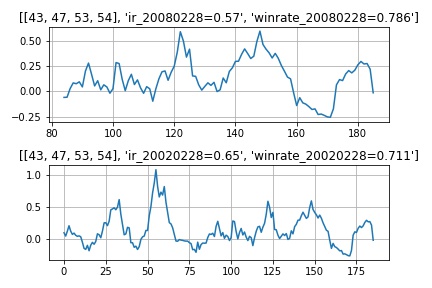 [[43, 47, 53, 54], 'ir_20080228=0.57', 'winrate_20080228=0.786']
0.50
0.25
0.00
−0.25
80 100 120 140 160 180
[[43, 47, 53, 54], 'ir_20020228=0.65', 'winrate_20020228=0.711']
1.0
0.5
0.0
0 25 50 75 100 125 150 175